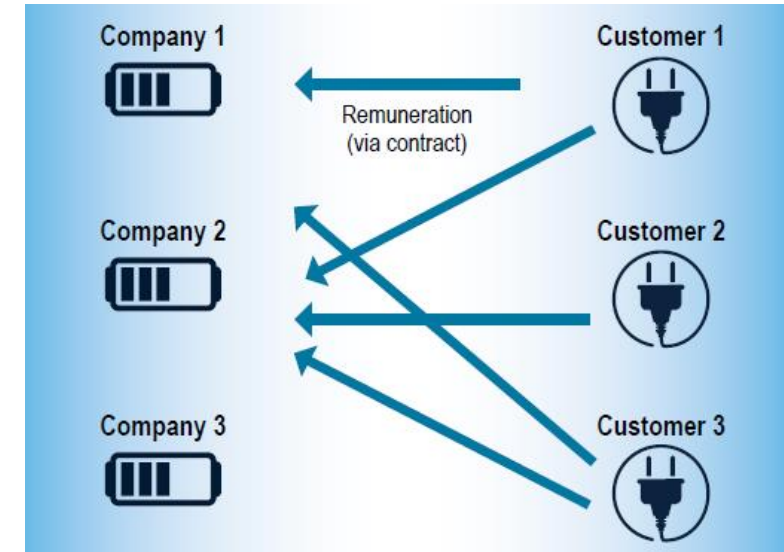 Company 1
Customer 1
Remuneration
(via contract)
Company 2
Customer 2
Company 3
Customer 3